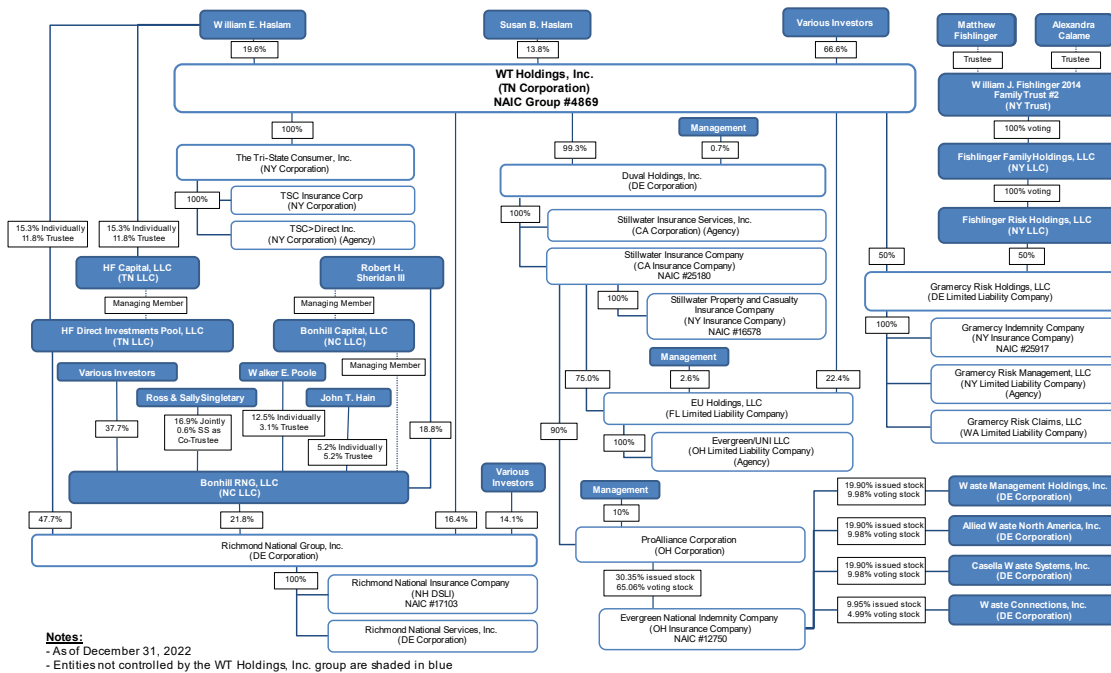 William E. Haslam
Susan B. Haslam
Various Investors
Matthew
Fishlinger
Alexandra
Calame
19.6%
13.8%
66.6%
Trustee
Trustee
WT Holdings, Inc.
(TN Corporation)
NAIC Group #4869
William J. Fishlinger 2014
FamilyTrust #2
(NY Trust)
100%
99.3%
Management
0.7%
100% voting
The Tri-State Consumer, Inc.
(NY Corporation)
Duval Holdings, Inc.
(DE Corporation)
Fishlinger FamilyHoldings, LLC
(NY LLC)
100%
TSC Insurance Corp
(NY Corporation)
TSC>Direct Inc.
(NY Corporation) (Agency)
100%
Stillwater Insurance Services, Inc.
(CA Corporation) (Agency)
Stillwater Insurance Company
(CA Insurance Company)
NAIC #25180
100% voting
Fishlinger Risk Holdings, LLC
(NY LLC)
15.3% Individually
11.8% Trustee
15.3% Individually
11.8% Trustee
50%
50%
HF Capital, LLC
(TN LLC)
Robert H.
Sheridan III
Gramercy Risk Holdings, LLC
(DE Limited Liability Company)
Managing Member
Managing Member
100%
Stillwater Property and Casualty
Insurance Company
(NY Insurance Company)
NAIC #16578
100%
Gramercy Indemnity Company
(NY Insurance Company)
NAIC #25917
HF Direct Investments Pool, LLC
(TN LLC)
Bonhill Capital, LLC
(NC LLC)
Managing Member
Management
Gramercy Risk Management, LLC
(NY Limited Liability Company)
(Agency)
Various Investors
Walker E. Poole
75.0%
2.6%
22.4%
Ross & SallySingletary
John T. Hain
EU Holdings, LLC
(FL Limited Liability Company)
Gramercy Risk Claims, LLC
(WA Limited Liability Company)
37.7%
16.9% Jointly
0.6% SS as
Co-Trustee
12.5% Individually
3.1% Trustee
5.2% Individually
5.2% Trustee
18.8%
90%
100%
Evergreen/UNI LLC
(OH Limited Liability Company)
(Agency)
Bonhill RNG, LLC
(NC LLC)
Various
Investors
Management
19.90% issued stock
9.98% voting stock
Waste Management Holdings, Inc.
(DE Corporation)
47.7%
21.8%
16.4%
14.1%
10%
19.90% issued stock
9.98% voting stock
Allied Waste North America, Inc.
(DE Corporation)
Richmond National Group, Inc.
(DE Corporation)
ProAlliance Corporation
(OH Corporation)
19.90% issued stock
9.98% voting stock
Casella Waste Systems, Inc.
(DE Corporation)
100%
Richmond National Insurance Company
(NH DSLI)
NAIC #17103
30.35% issued stock
65.06% voting stock
9.95% issued stock
4.99% voting stock
Waste Connections, Inc.
(DE Corporation)
Richmond National Services, Inc.
(DE Corporation)
Evergreen National Indemnity Company
(OH Insurance Company)
NAIC #12750
Notes:
- As of December 31, 2022
- Entities not controlled by the WT Holdings, Inc. group are shaded in blue